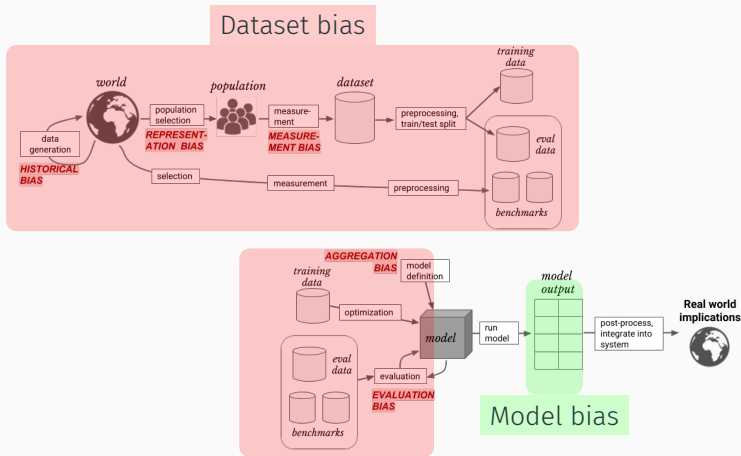 Dataset bias
training
data
world
population
dataset
population
selection
measure-
ment
preprocessing,
train/test split
data
generation
REPRESENT-
ATION BIAS
MEASURE-
MENT BIAS
eval
data
HISTORICAL
BIAS
selection
measurement
preprocessing
benchmarks
AGGREGATION
BIAS
model
definition
training
data
model
output
optimization
Real world
implications
model
run
model
post-process,
integrate into
system
eval
data
evaluation
EVALUATION
BIAS
benchmarks
Model bias